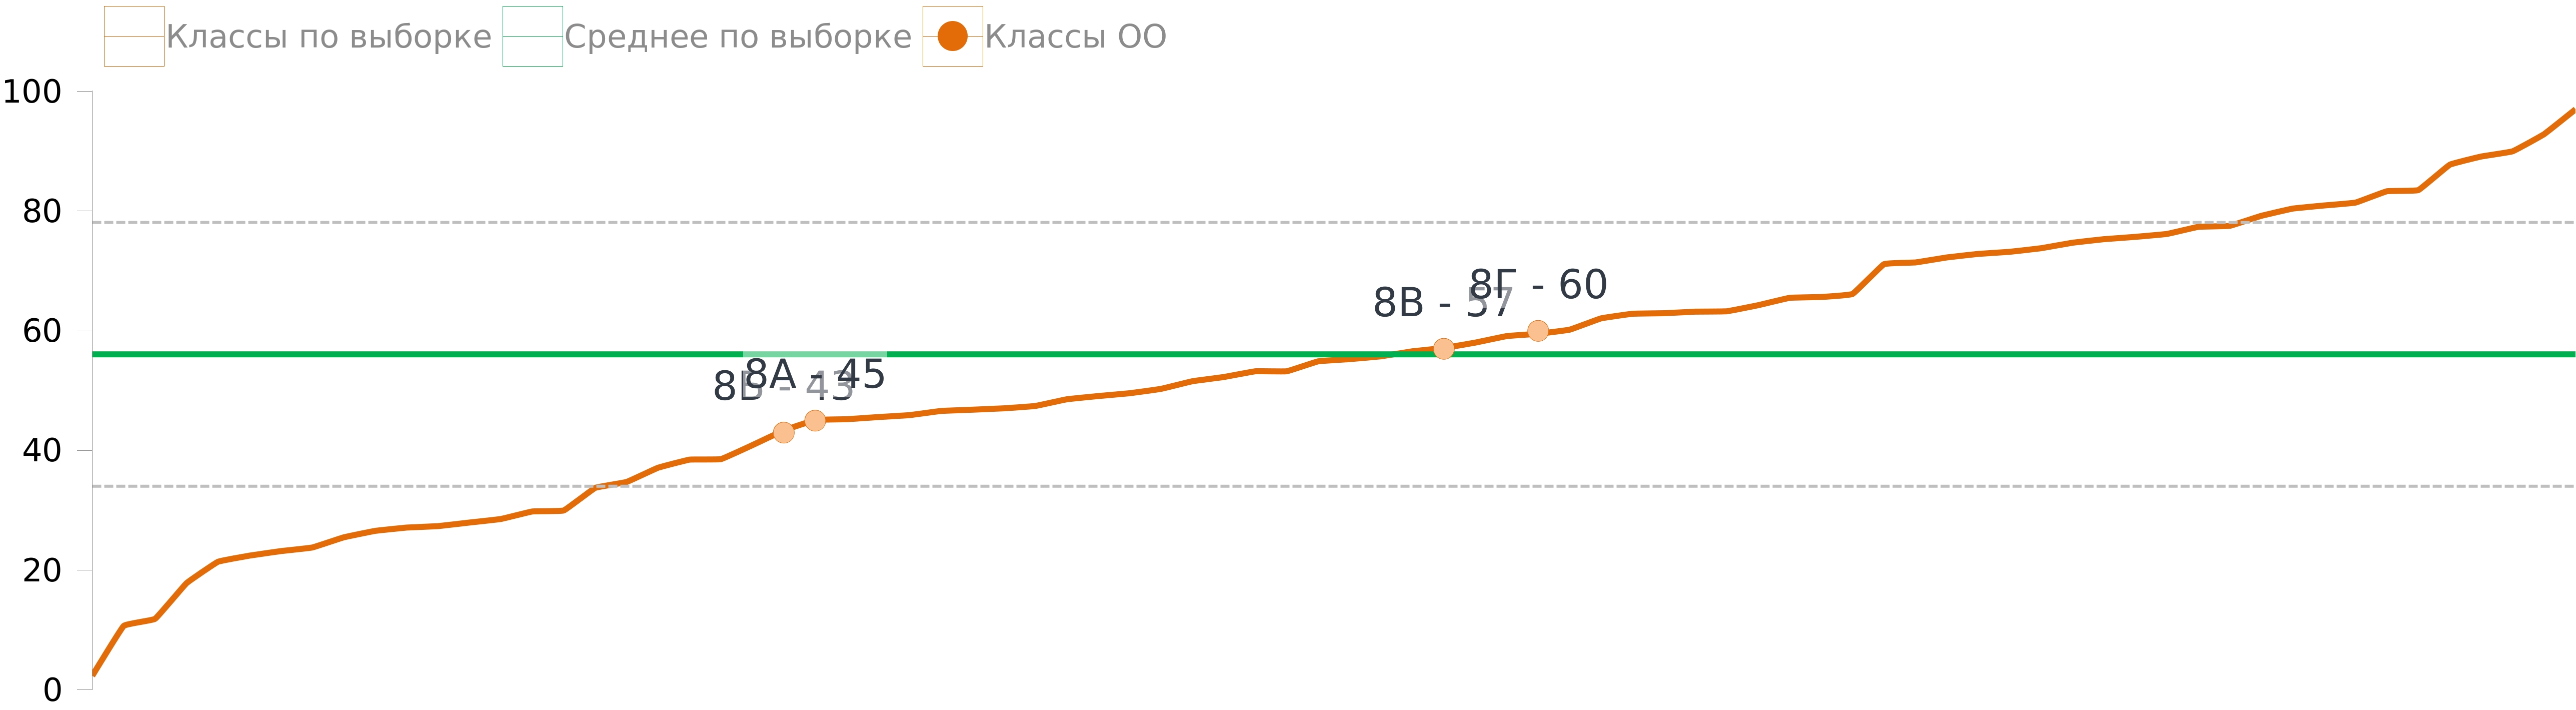 Классы по выборке Среднее по выборке Классы ОО
100
80
8Г - 60
8В - 57
60
8А - 45
8Б - 43
40
20
0